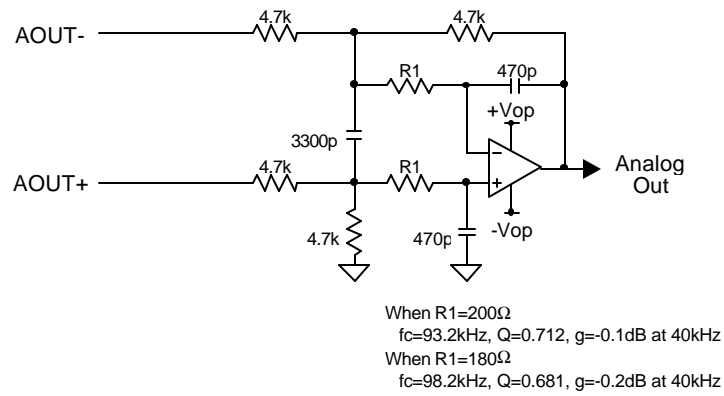 4.7k
4.7k
AOUT-
R1
470p
+Vop
3300p
4.7k
R1
AOUT+
Analog
Out
4.7k
470p
-Vop
When R1=200Ω
fc=93.2kHz, Q=0.712, g=-0.1dB at 40kHz
When R1=180Ω
fc=98.2kHz, Q=0.681, g=-0.2dB at 40kHz